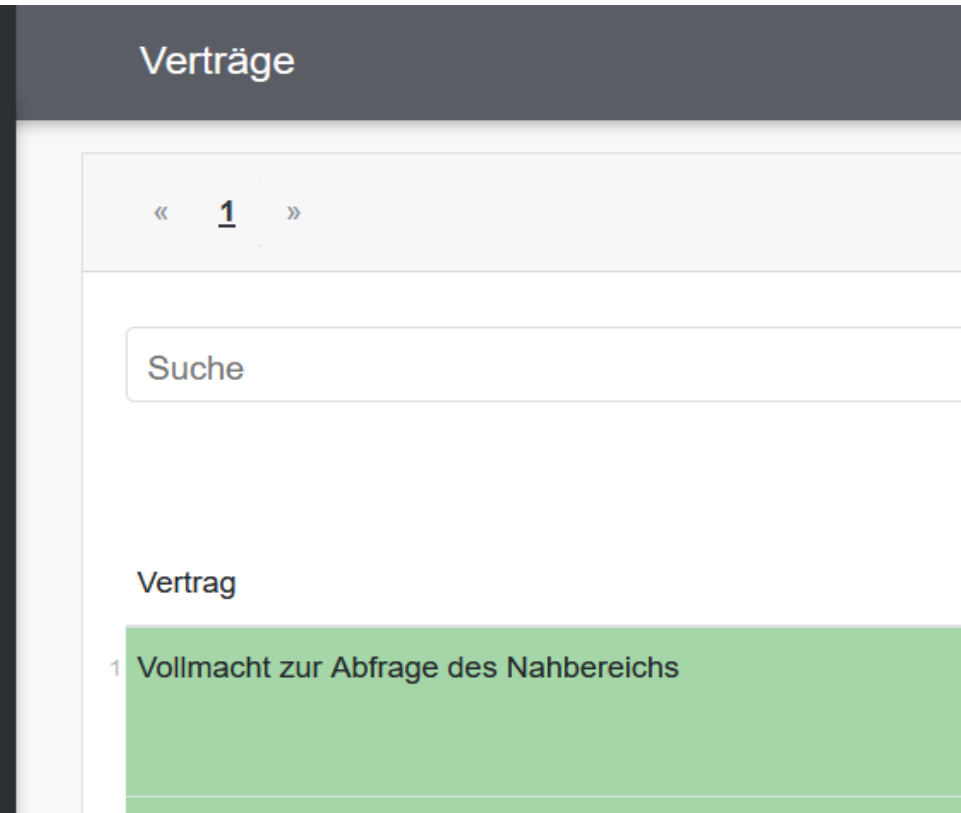 Verträge
« 1 »
Suche
Vertrag
1 Vollmacht zur Abfrage des Nahbereichs